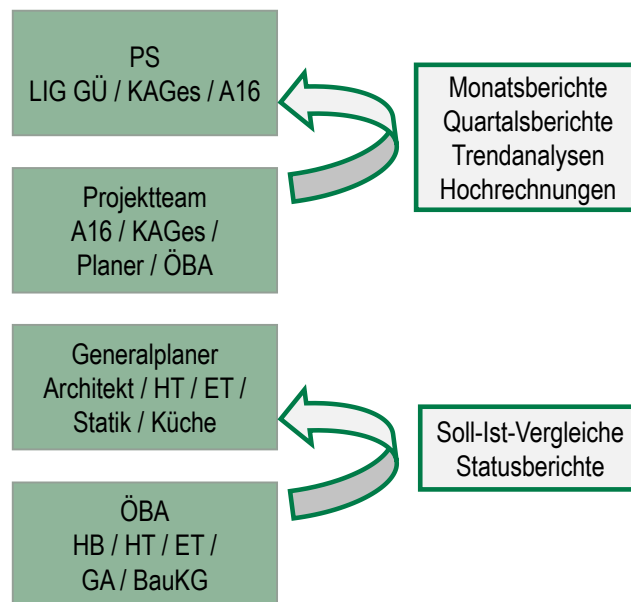 PS
LIG GÜ / KAGes / A16
Monatsberichte
Quartalsberichte
Trendanalysen
Hochrechnungen
Projektteam
A16 / KAGes /
Planer / ÖBA
Generalplaner
Architekt / HT / ET /
Statik / Küche
Soll-Ist-Vergleiche
Statusberichte
ÖBA
HB / HT / ET /
GA / BauKG